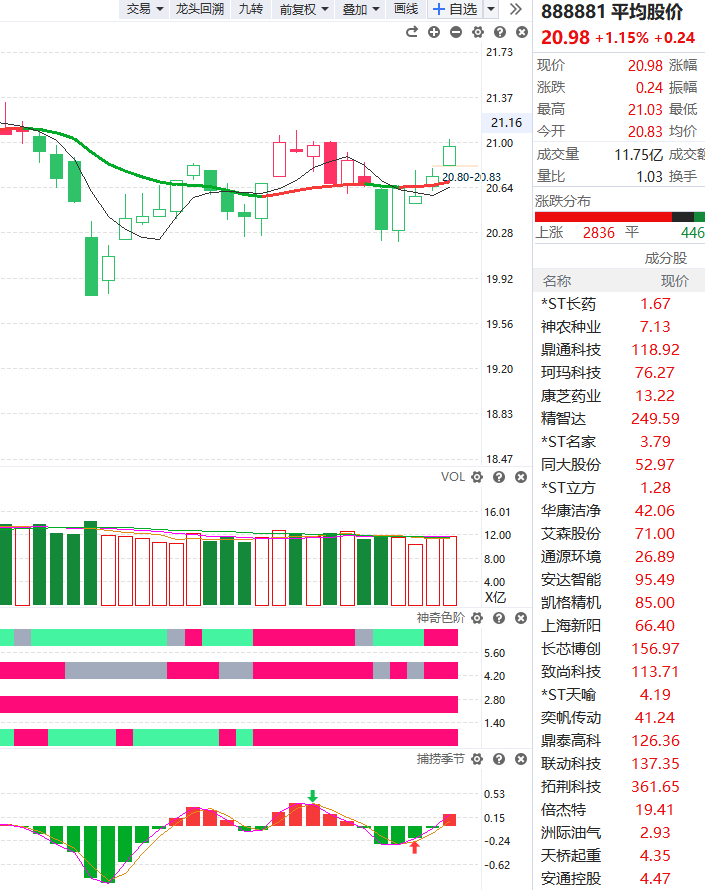 交易 龙头回溯 九转 前复权 叠加 画线 +自选
888881 平均股价
20.98 +1.15% +0.24
现价 20.98 涨幅
涨跌 0.24 振幅
最高 21.03 最低
今开 20.83 均价
成交量 11.75亿 成交额
量比 1.03 换手
涨跌分布
上涨 2836 平 446
成分股
名称 现价
*ST长药 1.67
神农种业 7.13
鼎通科技 118.92
珂玛科技 76.27
康芝药业 13.22
精智达 249.59
*ST名家 3.79
同大股份 52.97
*ST立方 1.28
华康洁净 42.06
艾森股份 71.00
通源环境 26.89
安达智能 95.49
凯格精机 85.00
上海新阳 66.40
长芯博创 156.97
致尚科技 113.71
*ST天喻 4.19
奕帆传动 41.24
鼎泰高科 126.36
联动科技 137.35
拓荆科技 361.65
倍杰特 19.41
洲际油气 2.93
天桥起重 4.35
安通控股 4.47
21.73
21.37
21.16
21.00
20.80-20.83
20.64
20.28
19.92
19.56
19.20
18.83
18.47
VOL
16.01
12.00
8.00
4.00
X亿
神奇色阶
5.60
4.20
2.80
1.40
捕捞季节
0.53
0.15
-0.24
-0.62